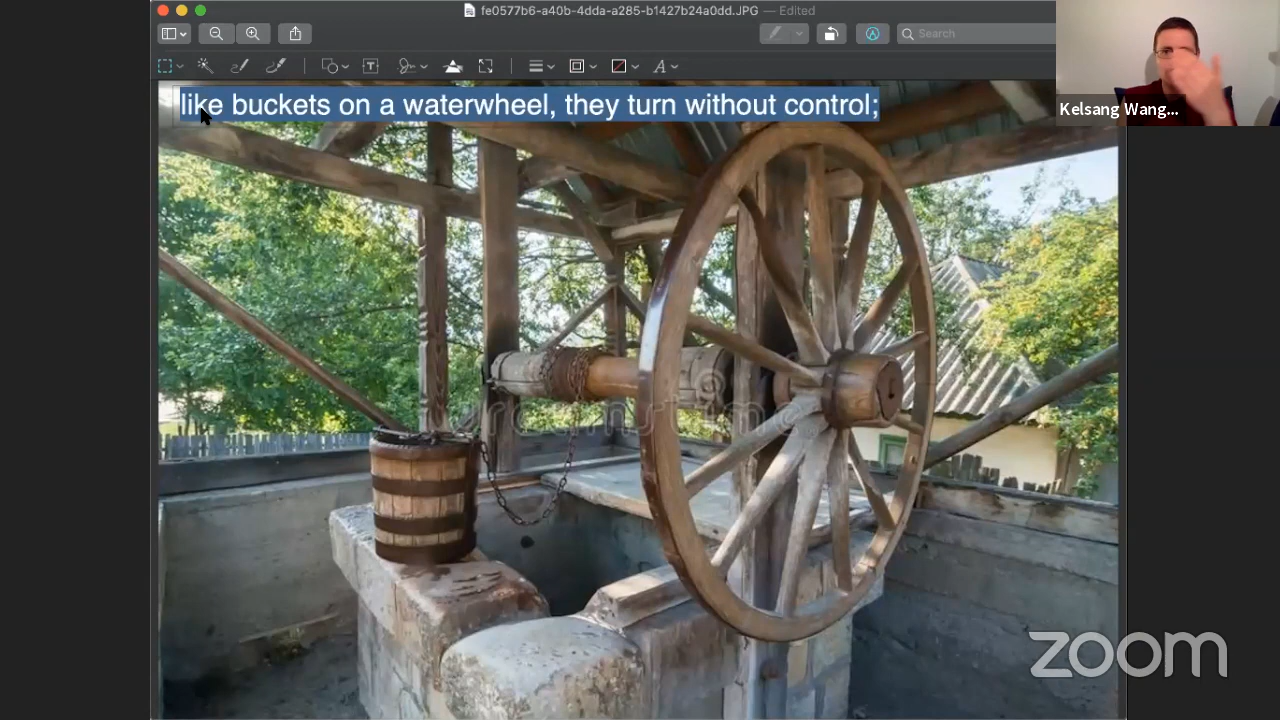 fe0577b6-a40b-4dda-a285-b1427b24a0dd.JPG — Edited
Search
like buckets on a waterwheel, they turn without control;
Kelsang Wang...
dreamstime
zoom